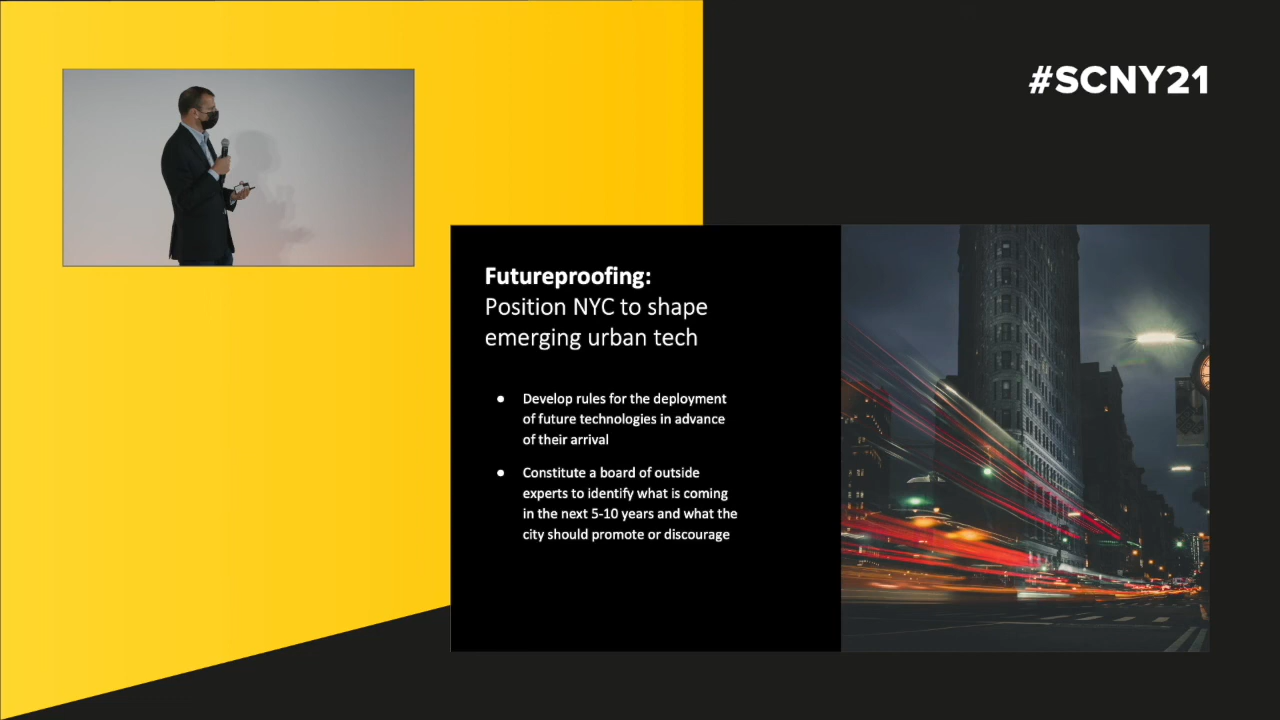 #SCNY21
Futureproofing:
Position NYC to shape
emerging urban tech
● Develop rules for the deployment
of future technologies in advance
of their arrival
● Constitute a board of outside
experts to identify what is coming
in the next 5-10 years and what the
city should promote or discourage